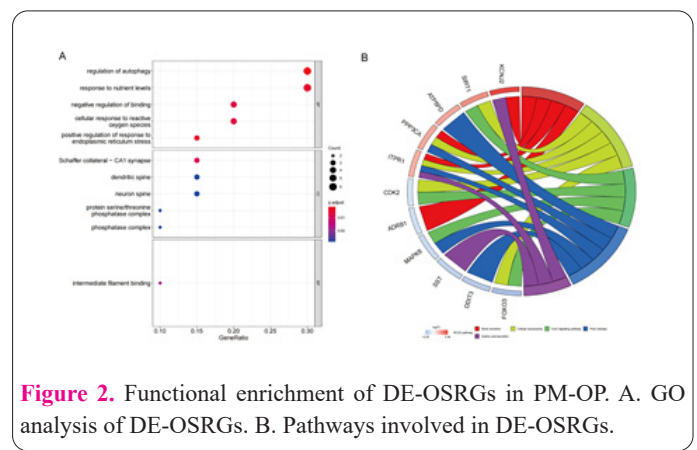 A
regulation of autophagy
response to nutrient levels
negative regulation of binding
cellular response to reactive
oxygen species
positive regulation of response to
endoplasmic reticulum stress
Schaffer collateral − CA1 synapse
dendritic spine
neuron spine
protein serine/threonine
phosphatase complex
phosphatase complex
intermediate filament binding
0.10
0.15
0.20
0.25
0.30
GeneRatio
Count
p.adjust
B
KCNJ2
SIRT1
ATP5PD
PPP3CA
ITPR1
CDK2
ADRB1
MAPK8
SST
DDIT3
FOXO3
Figure 2. Functional enrichment of DE-OSRGs in PM-OP. A. GO
analysis of DE-OSRGs. B. Pathways involved in DE-OSRGs.